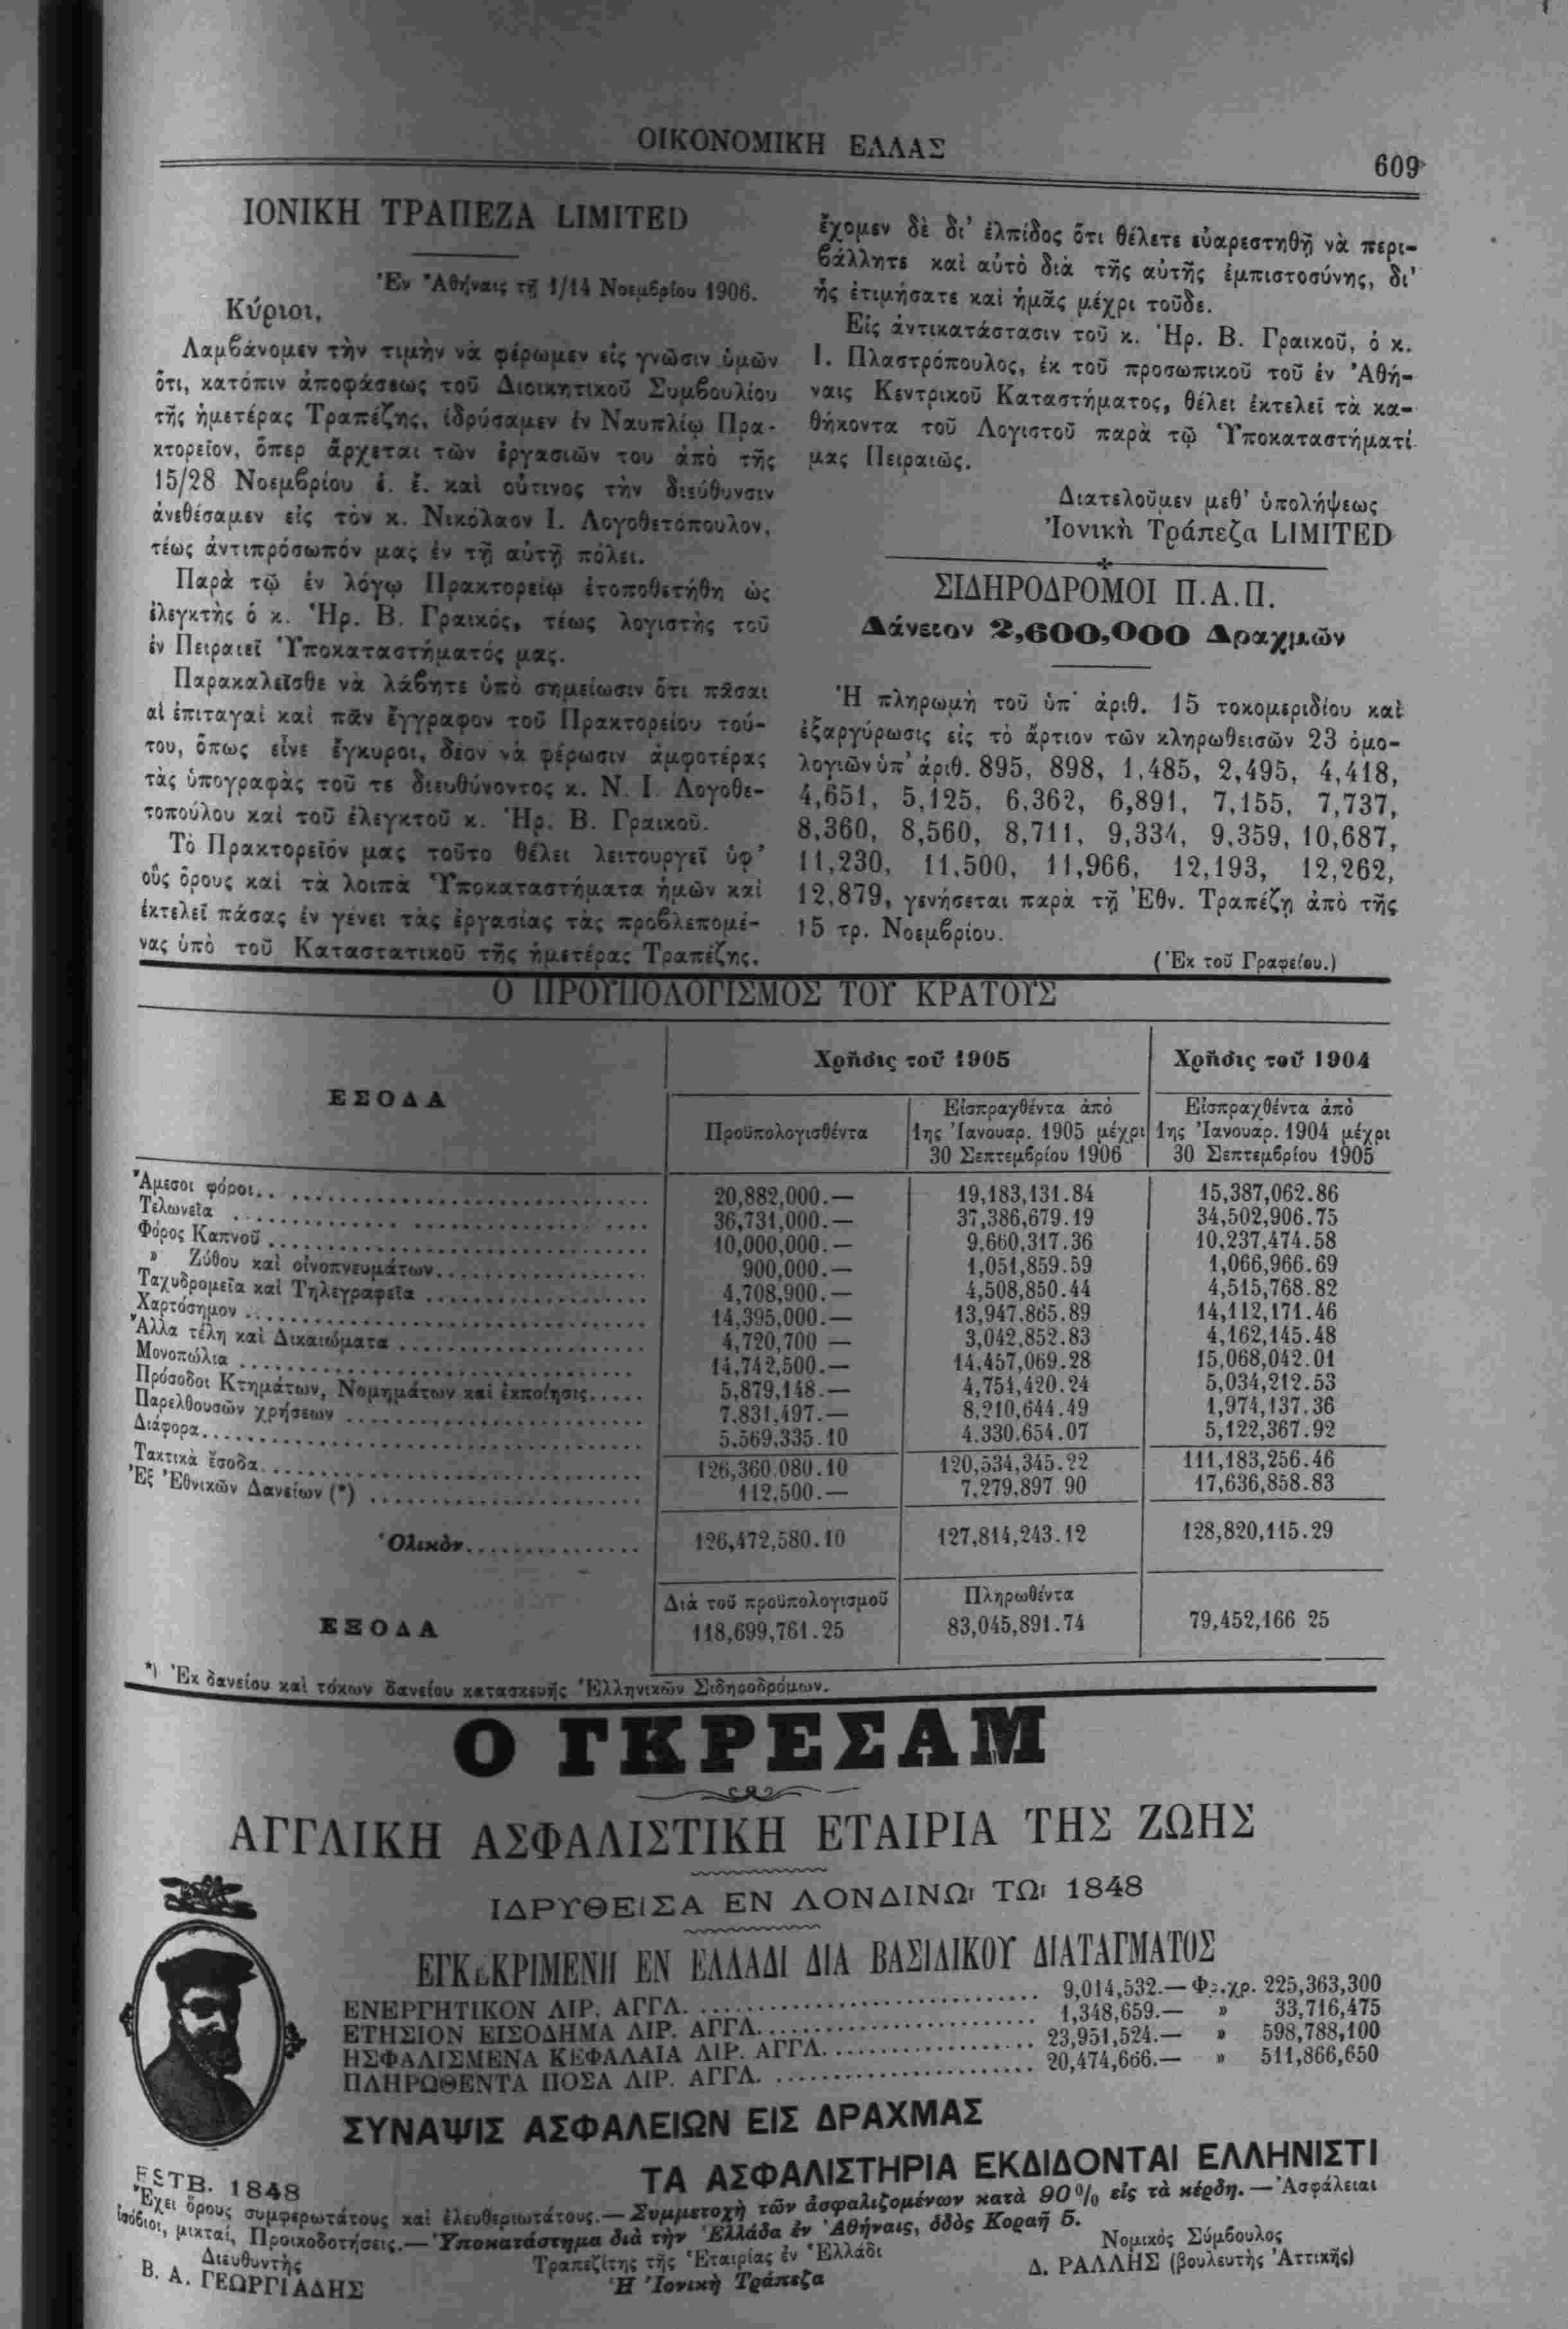 ΟΙΚΟΝΟΜΙΚΗ ΕΛΛΑΣ
609
ΙΟΝΙΚΗ ΤΡΑΠΕΖΑ LIMITED
Ἐν Ἀθήναις τῇ 1/14 Νοεμβρίου 1906.
Κύριοι,
Λαμβάνομεν τὴν τιμὴν νὰ φέρωμεν εἰς γνῶσιν ὑμῶν
ὅτι, κατόπιν ἀποφάσεως τοῦ Διοικητικοῦ Συμβουλίου
τῆς ἡμετέρας Τραπέζης, ἱδρύσαμεν ἐν Ναυπλίῳ Πρα-
κτορεῖον, ὅπερ ἄρχεται τῶν ἐργασιῶν του ἀπὸ τῆς
15/28 Νοεμβρίου ἐ. ἔ. καὶ οὗτινος τὴν διεύθυνσιν
ἀνεθέσαμεν εἰς τὸν κ. Νικόλαον Ι. Λογοθετόπουλον,
τέως ἀντιπρόσωπόν μας ἐν τῇ αὐτῇ πόλει.
Παρὰ τῷ ἐν λόγῳ Πρακτορείῳ ἐτοποθετήθη ὡς
ἐλεγκτὴς ὁ κ. Ἡρ. Β. Γραικός, τέως λογιστὴς τοῦ
ἐν Πειραιεῖ Ὑποκαταστήματός μας.
Παρακαλεῖσθε νὰ λάβητε ὑπὸ σημείωσιν ὅτι πᾶσαι
αἱ ἐπιταγαὶ καὶ πᾶν ἔγγραφον τοῦ Πρακτορείου τού-
του, ὅπως εἶνε ἔγκυροι, δέον νὰ φέρωσιν ἀμφοτέρας
τὰς ὑπογραφὰς τοῦ τε διευθύνοντος κ. Ν. Ι. Λογοθε-
τοπούλου καὶ τοῦ ἐλεγκτοῦ κ. Ἡρ. Β. Γραικοῦ.
Τὸ Πρακτορεῖόν μας τοῦτο θέλει λειτουργεῖ ὑφ'
οὓς ὅρους καὶ τὰ λοιπὰ Ὑποκαταστήματα ἡμῶν καὶ
ἐκτελεῖ πάσας ἐν γένει τὰς ἐργασίας τὰς προβλεπομέ-
νας ὑπὸ τοῦ Καταστατικοῦ τῆς ἡμετέρας Τραπέζης.
ἔχομεν δὲ δι' ἐλπίδος ὅτι θέλετε εὐαρεστηθῇ νὰ περι-
βάλλητε καὶ αὐτὸ διὰ τῆς αὐτῆς ἐμπιστοσύνης, δι'
ἧς ἐτιμήσατε καὶ ἡμᾶς μέχρι τοῦδε.
Εἰς ἀντικατάστασιν τοῦ κ. Ἡρ. Β. Γραικοῦ, ὁ κ.
Ι. Πλαστρόπουλος, ἐκ τοῦ προσωπικοῦ τοῦ ἐν Ἀθή-
ναις Κεντρικοῦ Καταστήματος, θέλει ἐκτελεῖ τὰ κα-
θήκοντα τοῦ Λογιστοῦ παρὰ τῷ Ὑποκαταστήματί
μας Πειραιῶς.
Διατελοῦμεν μεθ' ὑπολήψεως
Ἰονικὴ Τράπεζα LIMITED
ΣΙΔΗΡΟΔΡΟΜΟΙ Π.Α.Π.
Δάνειον 2,600,000 Δραχμῶν
Ἡ πληρωμὴ τοῦ ὑπ' ἀριθ. 15 τοκομεριδίου καὶ
ἐξαργύρωσις εἰς τὸ ἄρτιον τῶν κληρωθεισῶν 23 ὁμο-
λογιῶν ὑπ' ἀριθ. 895, 898, 1,485, 2,495, 4,418,
4,651, 5,125, 6,362, 6,891, 7,155, 7,737,
8,360, 8,560, 8,711, 9,334, 9,359, 10,687,
11,230, 11,500, 11,966, 12,193, 12,262,
12,879, γενήσεται παρὰ τῇ Ἐθν. Τραπέζῃ ἀπὸ τῆς
15 τρ. Νοεμβρίου.
(Ἐκ τοῦ Γραφείου.)
Ο ΠΡΟΥΠΟΛΟΓΙΣΜΟΣ ΤΟΥ ΚΡΑΤΟΥΣ
ΕΣΟΔΑ
Χρῆσις τοῦ 1905
Χρῆσις τοῦ 1904
Προϋπολογισθέντα
Εἰσπραχθέντα ἀπὸ
1ης Ἰανουαρ. 1905 μέχρι
30 Σεπτεμβρίου 1906
Εἰσπραχθέντα ἀπὸ
1ης Ἰανουαρ. 1904 μέχρι
30 Σεπτεμβρίου 1905
Ἄμεσοι φόροι 20,882,000.— 19,183,131.84 15,387,062.86
Τελωνεῖα 36,731,000.— 37,386,679.19 34,502,906.75
Φόρος Καπνοῦ 10,000,000.— 9,660,317.36 10,237,474.58
» Ζύθου καὶ οἰνοπνευμάτων 900,000.— 1,051,859.59 1,066,966.69
Ταχυδρομεῖα καὶ Τηλεγραφεῖα 4,708,900.— 4,508,850.44 4,515,768.82
Χαρτόσημον 14,395,000.— 13,947,865.89 14,112,171.46
Ἄλλα τέλη καὶ Δικαιώματα 4,720,700 — 3,042,852.83 4,162,145.48
Μονοπώλια 14,742,500.— 14,457,069.28 15,068,042.01
Πρόσοδοι Κτημάτων, Νομημάτων καὶ ἐκποίησις 5,879,148.— 4,754,420.24 5,034,212.53
Παρελθουσῶν χρήσεων 7,831,497.— 8,210,644.49 1,974,137.36
Διάφορα 5,569,335.10 4,330,654.07 5,122,367.92
Τακτικὰ ἔσοδα 126,360,080.10 120,534,345.22 111,183,256.46
Ἐξ Ἐθνικῶν Δανείων (*) 112,500.— 7,279,897 90 17,636,858.83
Ὁλικὸν 126,472,580.10 127,814,243.12 128,820,115.29
ΕΞΟΔΑ
Διὰ τοῦ προϋπολογισμοῦ
118,699,761.25
Πληρωθέντα
83,045,891.74
79,452,166 25
*) Ἐκ δανείου καὶ τόκων δανείου κατασκευῆς Ἑλληνικῶν Σιδηροδρόμων.
Ο ΓΚΡΕΣΑΜ
ΑΓΓΛΙΚΗ ΑΣΦΑΛΙΣΤΙΚΗ ΕΤΑΙΡΙΑ ΤΗΣ ΖΩΗΣ
ΙΔΡΥΘΕΙΣΑ ΕΝ ΛΟΝΔΙΝΩι ΤΩι 1848
ΕΓΚΕΚΡΙΜΕΝΗ ΕΝ ΕΛΛΑΔΙ ΔΙΑ ΒΑΣΙΛΙΚΟΥ ΔΙΑΤΑΓΜΑΤΟΣ
ΕΝΕΡΓΗΤΙΚΟΝ ΛΙΡ. ΑΓΓΛ. 9,014,532.— Φρ.χρ. 225,363,300
ΕΤΗΣΙΟΝ ΕΙΣΟΔΗΜΑ ΛΙΡ. ΑΓΓΛ. 1,348,659.— » 33,716,475
ΗΣΦΑΛΙΣΜΕΝΑ ΚΕΦΑΛΑΙΑ ΛΙΡ. ΑΓΓΛ. 23,951,524.— » 598,788,100
ΠΛΗΡΩΘΕΝΤΑ ΠΟΣΑ ΛΙΡ. ΑΓΓΛ. 20,474,666.— » 511,866,650
ΣΥΝΑΨΙΣ ΑΣΦΑΛΕΙΩΝ ΕΙΣ ΔΡΑΧΜΑΣ
ΤΑ ΑΣΦΑΛΙΣΤΗΡΙΑ ΕΚΔΙΔΟΝΤΑΙ ΕΛΛΗΝΙΣΤΙ
ESTB. 1848
Ἔχει ὅρους συμφερωτάτους καὶ ἐλευθεριωτάτους.— Συμμετοχὴ τῶν ἀσφαλιζομένων κατὰ 90% εἰς τὰ κέρδη. — Ἀσφάλειαι
ἰσόβιοι, μικταί, Προικοδοτήσεις.— Ὑποκατάστημα διὰ τὴν Ἑλλάδα ἐν Ἀθήναις, ὁδὸς Κοραῆ 5.
Διευθυντὴς
Β. Α. ΓΕΩΡΓΙΑΔΗΣ
Τραπεζίτης τῆς Ἑταιρίας ἐν Ἑλλάδι
Ἡ Ἰονικὴ Τράπεζα
Νομικὸς Σύμβουλος
Δ. ΡΑΛΛΗΣ (βουλευτὴς Ἀττικῆς)